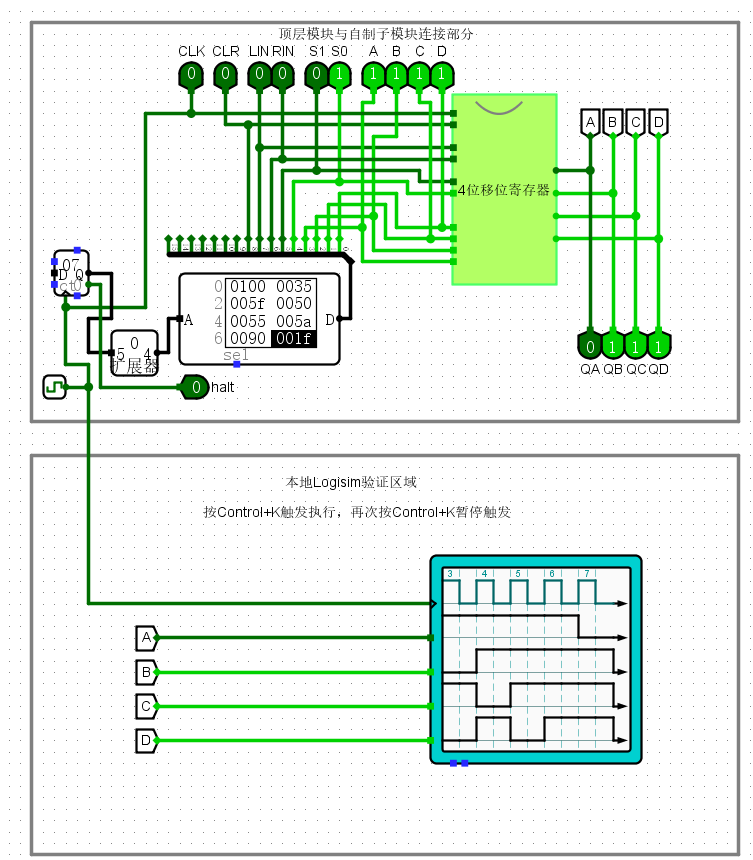 顶层模块与自制子模块连接部分
CLK CLR LIN RIN S1 S0 A B C D
0 0 0 0 0 1 1 1 1 1
A B C D
4位移位寄存器
07
D Q
ct0
0 0100 0035
2 005f 0050
4 0055 005a
6 0090 001f
A D
sel
0
5 4
扩展器
0 halt
0 1 1 1
QA QB QC QD
本地Logisim验证区域
按Control+K触发执行，再次按Control+K暂停触发
3 4 5 6 7
A
B
C
D